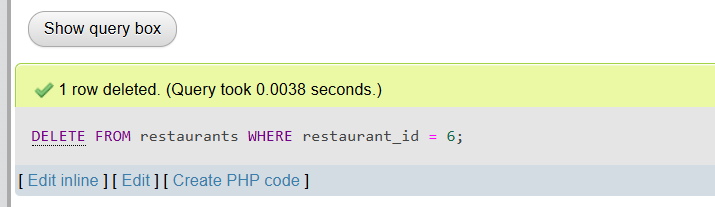 Show query box
1 row deleted. (Query took 0.0038 seconds.)
DELETE FROM restaurants WHERE restaurant_id = 6;
[ Edit inline ] [ Edit ] [ Create PHP code ]